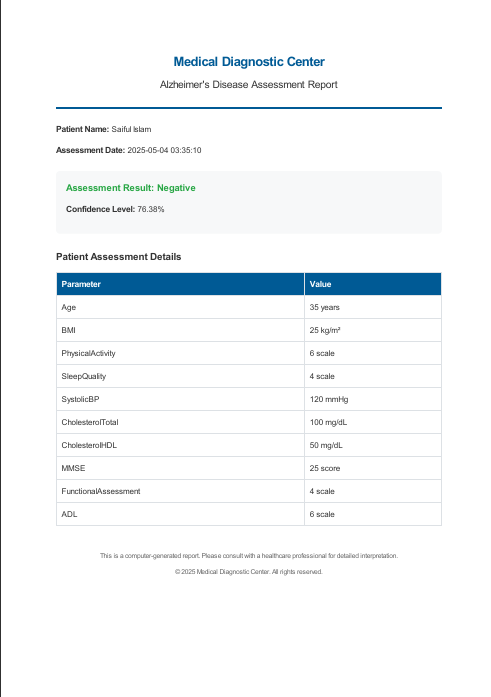 Medical Diagnostic Center
Alzheimer's Disease Assessment Report
Patient Name: Saiful Islam
Assessment Date: 2025-05-04 03:35:10
Assessment Result: Negative
Confidence Level: 76.38%
Patient Assessment Details
Parameter Value
Age 35 years
BMI 25 kg/m²
PhysicalActivity 6 scale
SleepQuality 4 scale
SystolicBP 120 mmHg
CholesterolTotal 100 mg/dL
CholesterolHDL 50 mg/dL
MMSE 25 score
FunctionalAssessment 4 scale
ADL 6 scale
This is a computer-generated report. Please consult with a healthcare professional for detailed interpretation.
© 2025 Medical Diagnostic Center. All rights reserved.